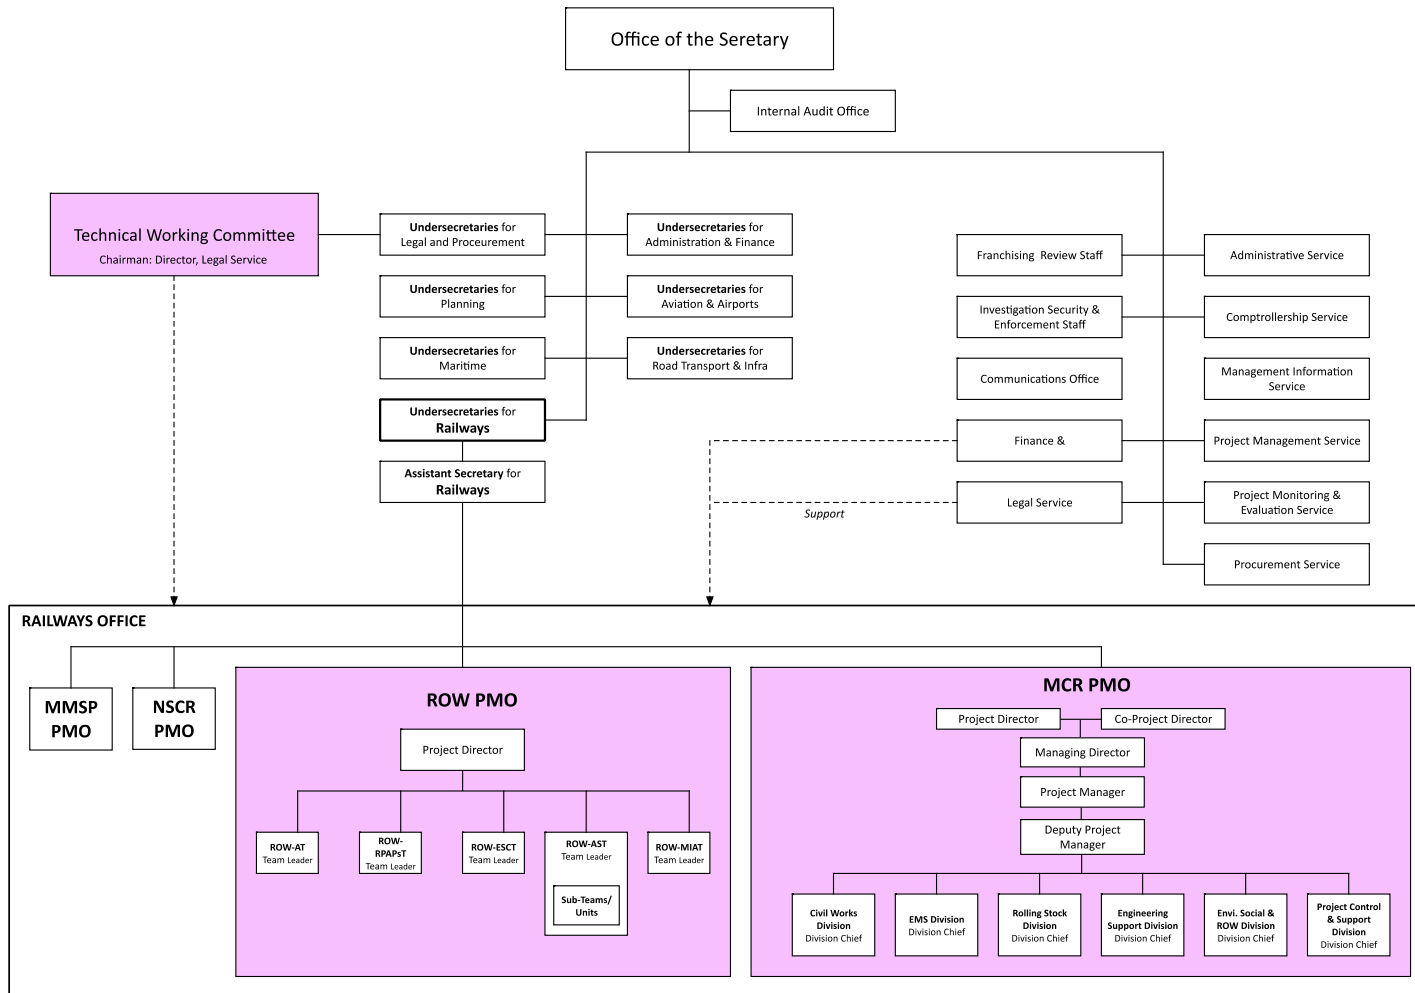 Office of the Seretary
Internal Audit Office
Technical Working Committee
Chairman: Director, Legal Service
Undersecretaries for
Legal and Proceurement
Undersecretaries for
Administration & Finance
Undersecretaries for
Planning
Undersecretaries for
Aviation & Airports
Undersecretaries for
Maritime
Undersecretaries for
Road Transport & Infra
Undersecretaries for
Railways
Assistant Secretary for
Railways
Franchising Review Staff
Administrative Service
Investigation Security &
Enforcement Staff
Comptrollership Service
Communications Office
Management Information
Service
Finance &
Project Management Service
Legal Service
Project Monitoring &
Evaluation Service
Support
Procurement Service
RAILWAYS OFFICE
MMSP
PMO
NSCR
PMO
ROW PMO
Project Director
ROW-AT
Team Leader
ROW-
RPAPsT
Team Leader
ROW-ESCT
Team Leader
ROW-AST
Team Leader
Sub-Teams/
Units
ROW-MIAT
Team Leader
MCR PMO
Project Director
Co-Project Director
Managing Director
Project Manager
Deputy Project
Manager
Civil Works
Division
Division Chief
EMS Division
Division Chief
Rolling Stock
Division
Division Chief
Engineering
Support Division
Division Chief
Envi. Social &
ROW Division
Division Chief
Project Control
& Support
Division
Division Chief